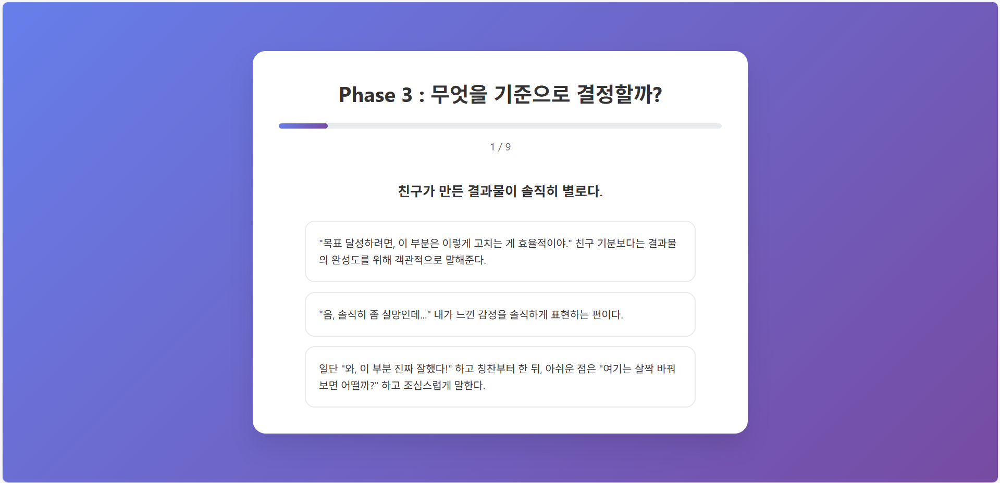 Phase 3 : 무엇을 기준으로 결정할까?
1 / 9
친구가 만든 결과물이 솔직히 별로다.
"목표 달성하려면, 이 부분은 이렇게 고치는 게 효율적이야." 친구 기분보다는 결과물
의 완성도를 위해 객관적으로 말해준다.
"음, 솔직히 좀 실망인데..." 내가 느낀 감정을 솔직하게 표현하는 편이다.
일단 "와, 이 부분 진짜 잘했다!" 하고 칭찬부터 한 뒤, 아쉬운 점은 "여기는 살짝 바꿔
보면 어떨까?" 하고 조심스럽게 말한다.